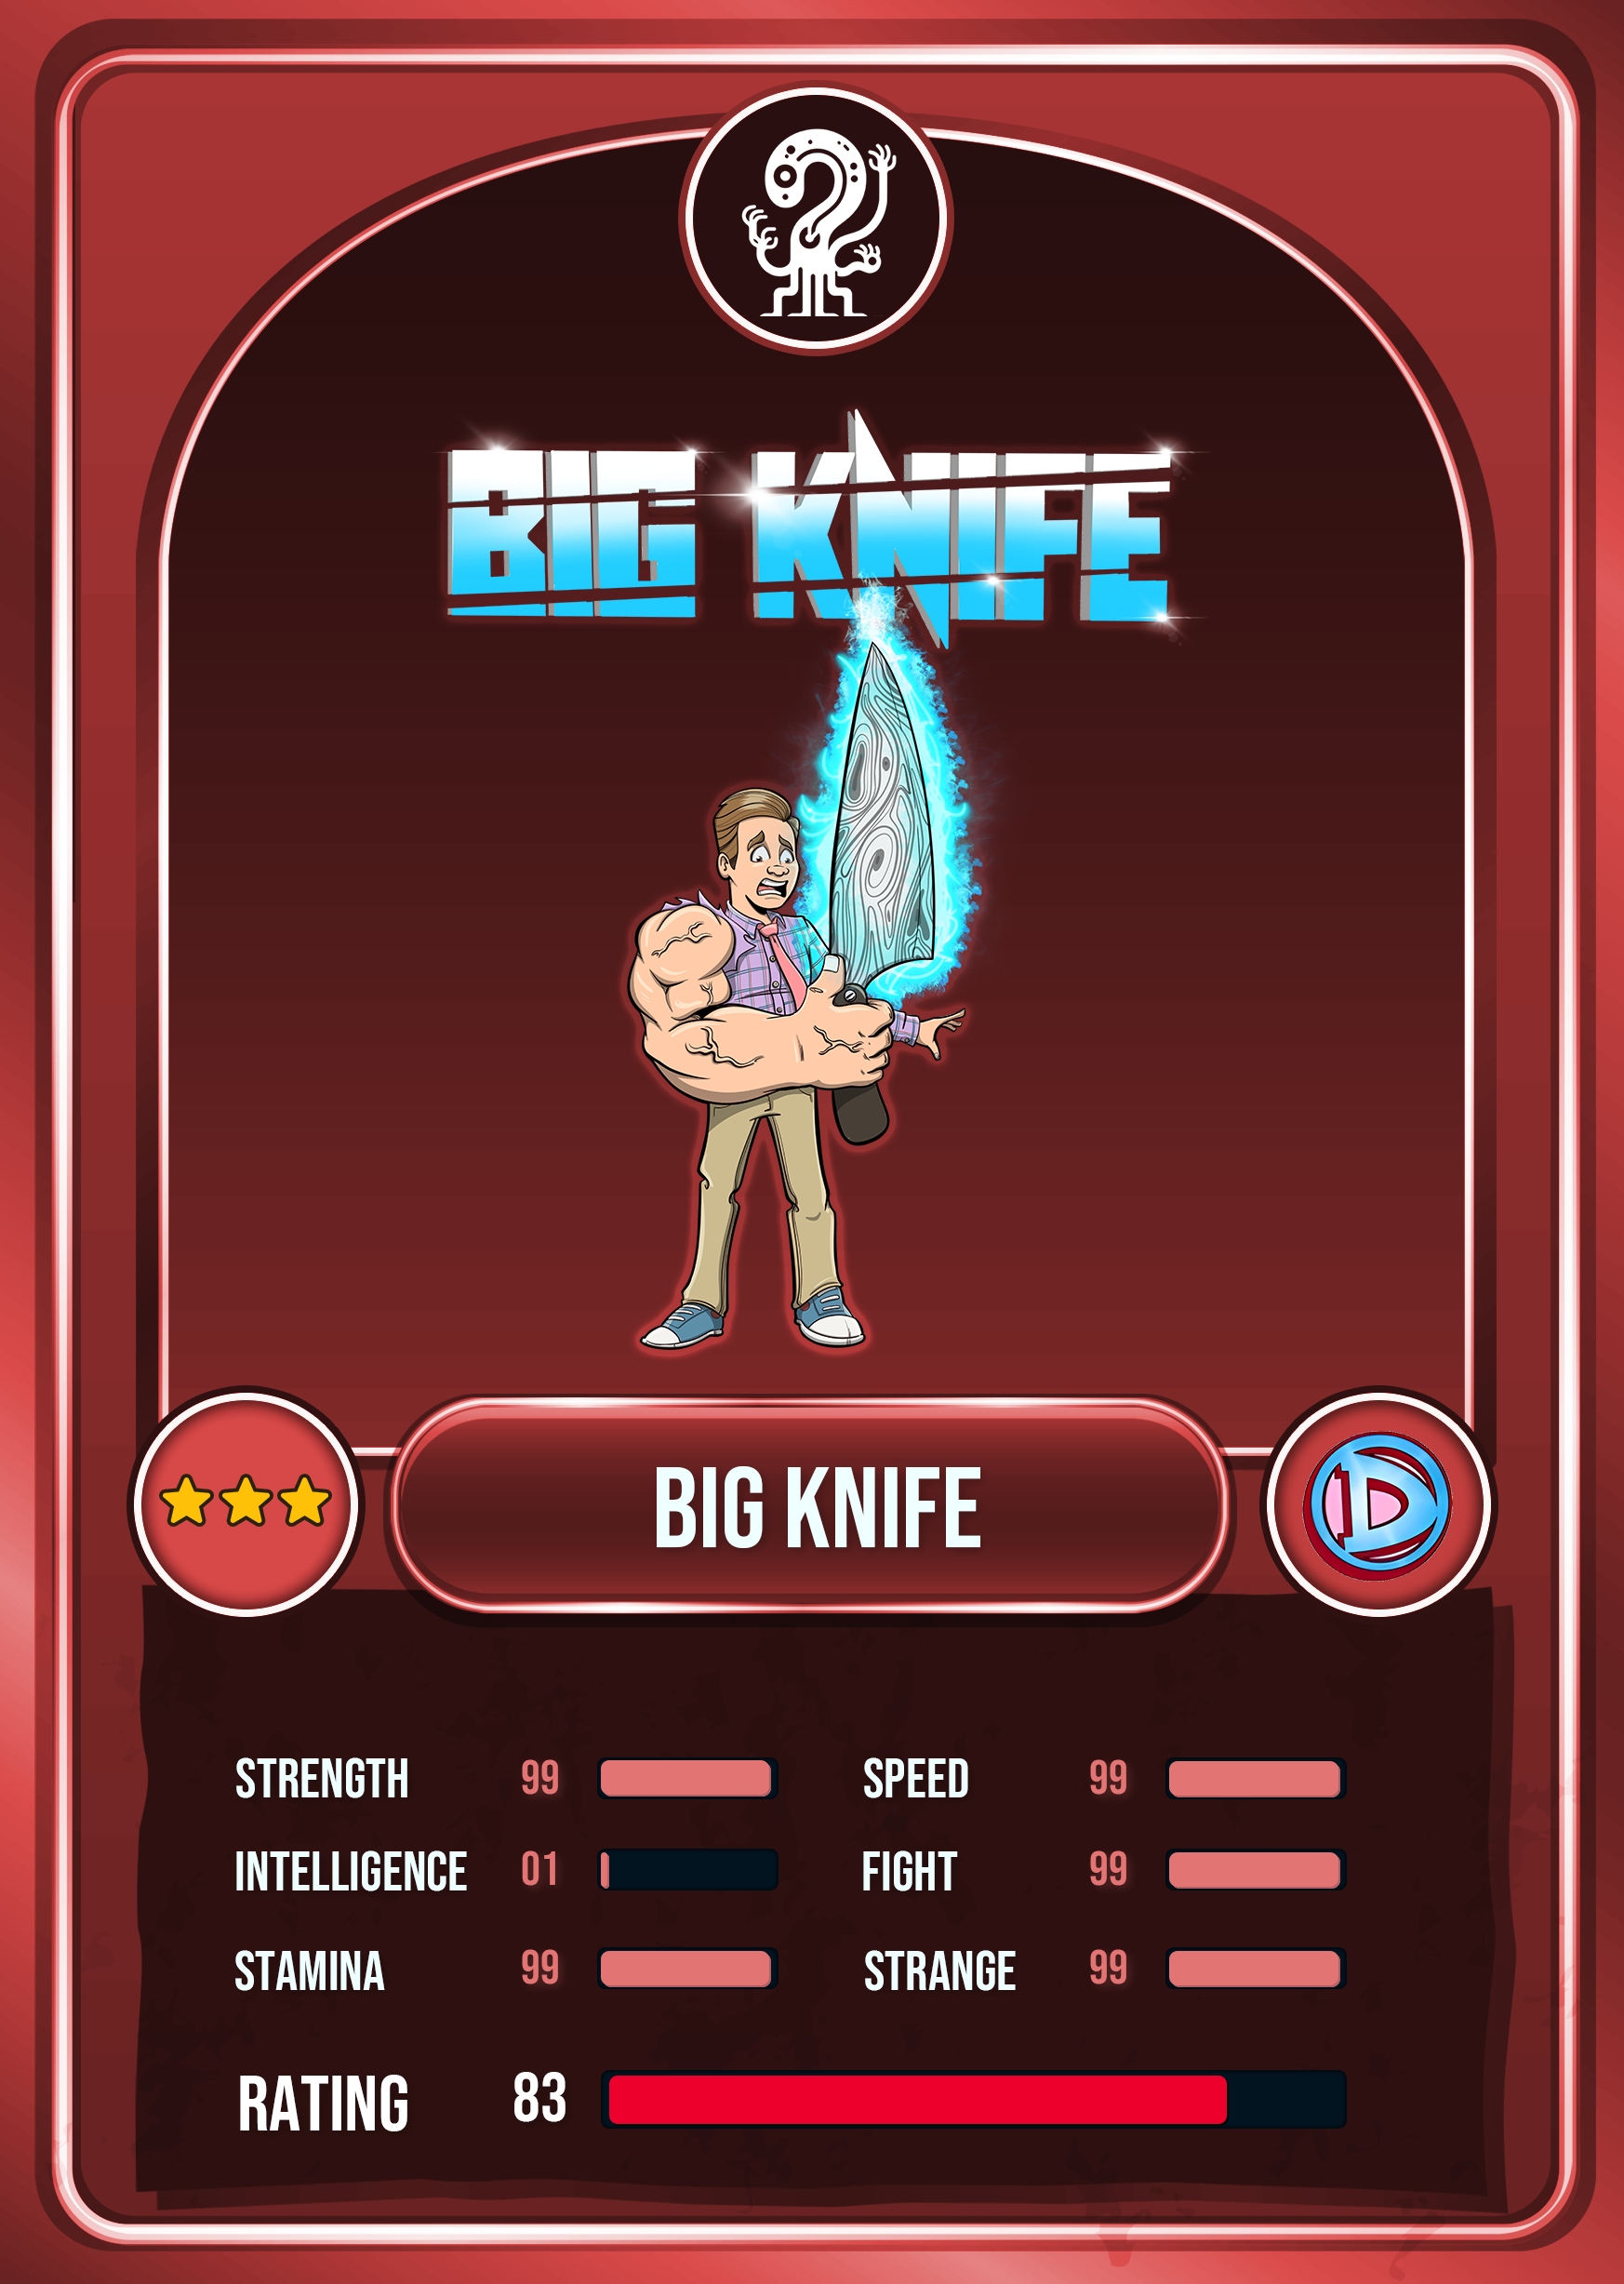 BIG KNIFE
BIG KNIFE
D
STRENGTH 99 SPEED 99
INTELLIGENCE 01 FIGHT 99
STAMINA 99 STRANGE 99
RATING 83